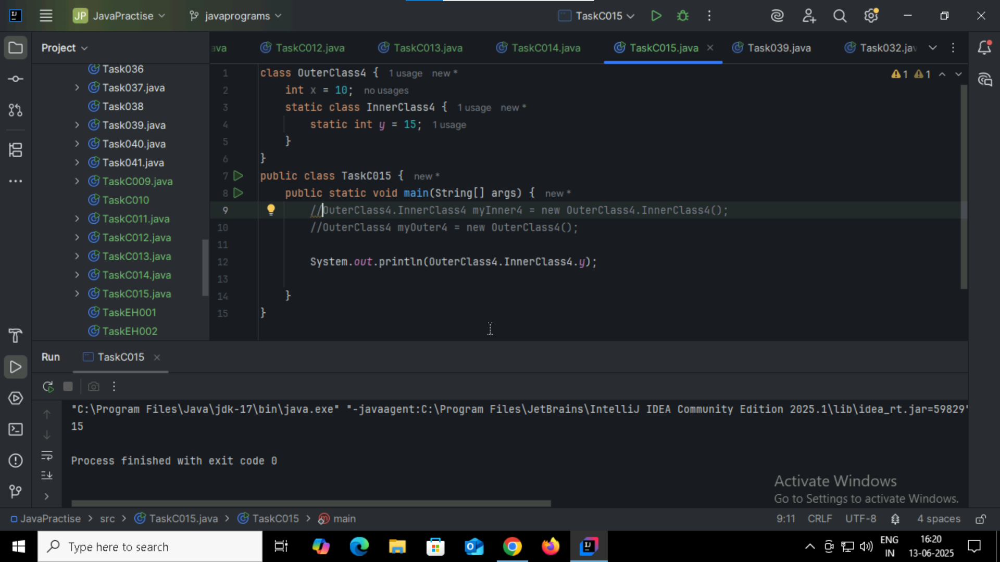 JP JavaPractise
javaprograms
TaskC015
Project
ava
TaskC012.java
TaskC013.java
TaskC014.java
TaskC015.java
Task039.java
Task032.jav
Task036
Task037.java
Task038
Task039.java
Task040.java
Task041.java
TaskC009.java
TaskC010
TaskC011.java
TaskC012.java
TaskC013.java
TaskC014.java
TaskC015.java
TaskEH001
TaskEH002
1 class OuterClass4 { 1 usage new *
2 int x = 10; no usages
3 static class InnerClass4 { 1 usage new *
4 static int y = 15; 1 usage
5 }
6 }
7 public class TaskC015 { new *
8 public static void main(String[] args) { new *
9 //OuterClass4.InnerClass4 myInner4 = new OuterClass4.InnerClass4();
10 //OuterClass4 myOuter4 = new OuterClass4();
11
12 System.out.println(OuterClass4.InnerClass4.y);
13
14 }
15 }
1 1
Run TaskC015
"C:\Program Files\Java\jdk-17\bin\java.exe" "-javaagent:C:\Program Files\JetBrains\IntelliJ IDEA Community Edition 2025.1\lib\idea_rt.jar=59829"
15
Process finished with exit code 0
Activate Windows
Go to Settings to activate Windows.
JavaPractise > src > TaskC015.java > TaskC015 > main
9:11 CRLF UTF-8 4 spaces
Type here to search
ENG
IN
16:20
13-06-2025